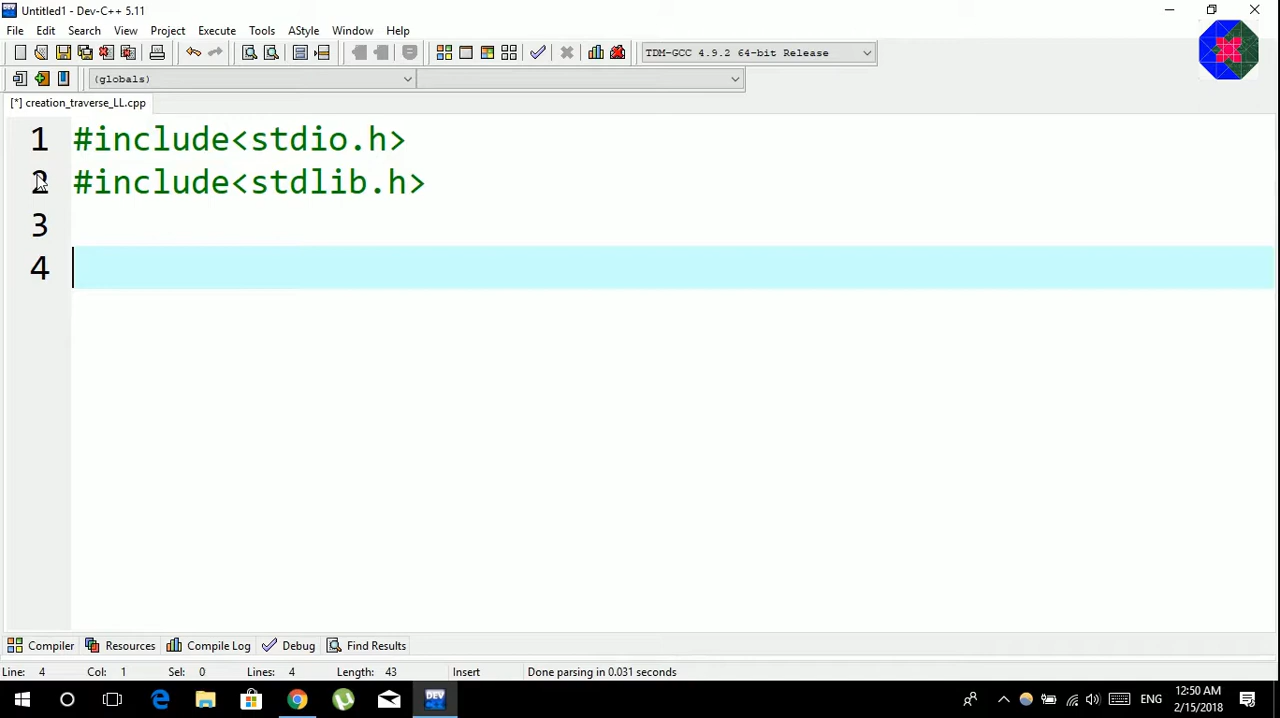 Untitled1 - Dev-C++ 5.11
File Edit Search View Project Execute Tools AStyle Window Help
TDM-GCC 4.9.2 64-bit Release
(globals)
[*] creation_traverse_LL.cpp
1 #include<stdio.h>
2 #include<stdlib.h>
3
4
Compiler Resources Compile Log Debug Find Results
Line: 4 Col: 1 Sel: 0 Lines: 4 Length: 43 Insert Done parsing in 0.031 seconds
DEV ENG 12:50 AM
2/15/2018